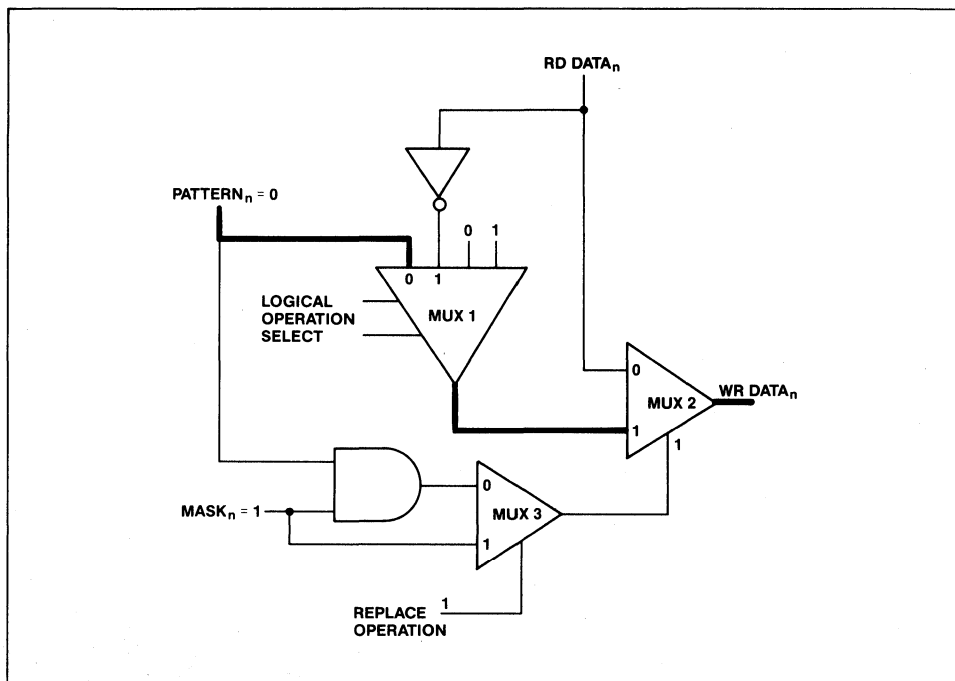 RD DATAn
PATTERNn = 0
0 1
0 1
LOGICAL
OPERATION
SELECT
MUX 1
0
MUX 2
WR DATAn
1
1
0
MASKn = 1
MUX 3
1
1
REPLACE
OPERATION